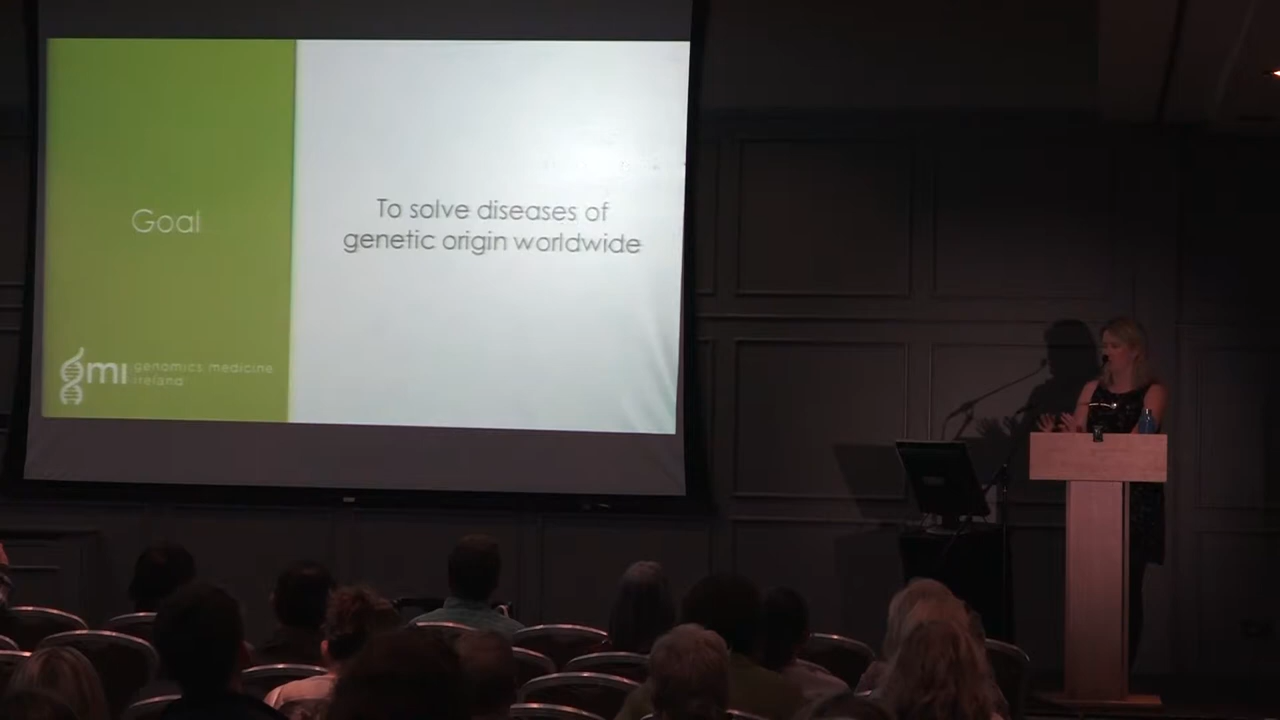 Goal
To solve diseases of
genetic origin worldwide
gmi genomics medicine
ireland